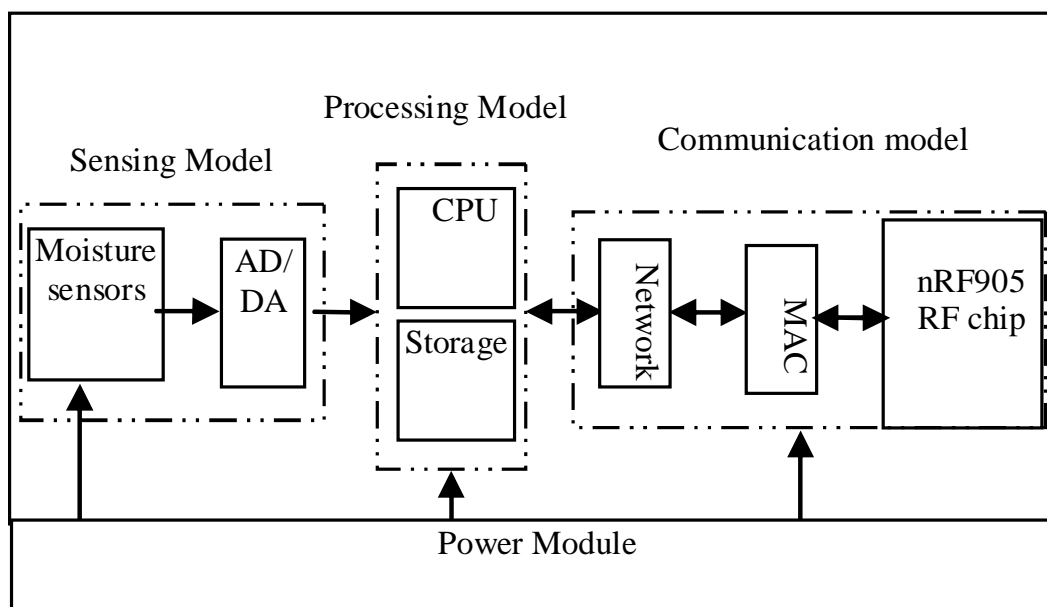 Processing Model
Communication model
Sensing Model
Moisture
sensors
AD/
DA
CPU
Storage
Network
MAC
nRF905
RF chip
Power Module